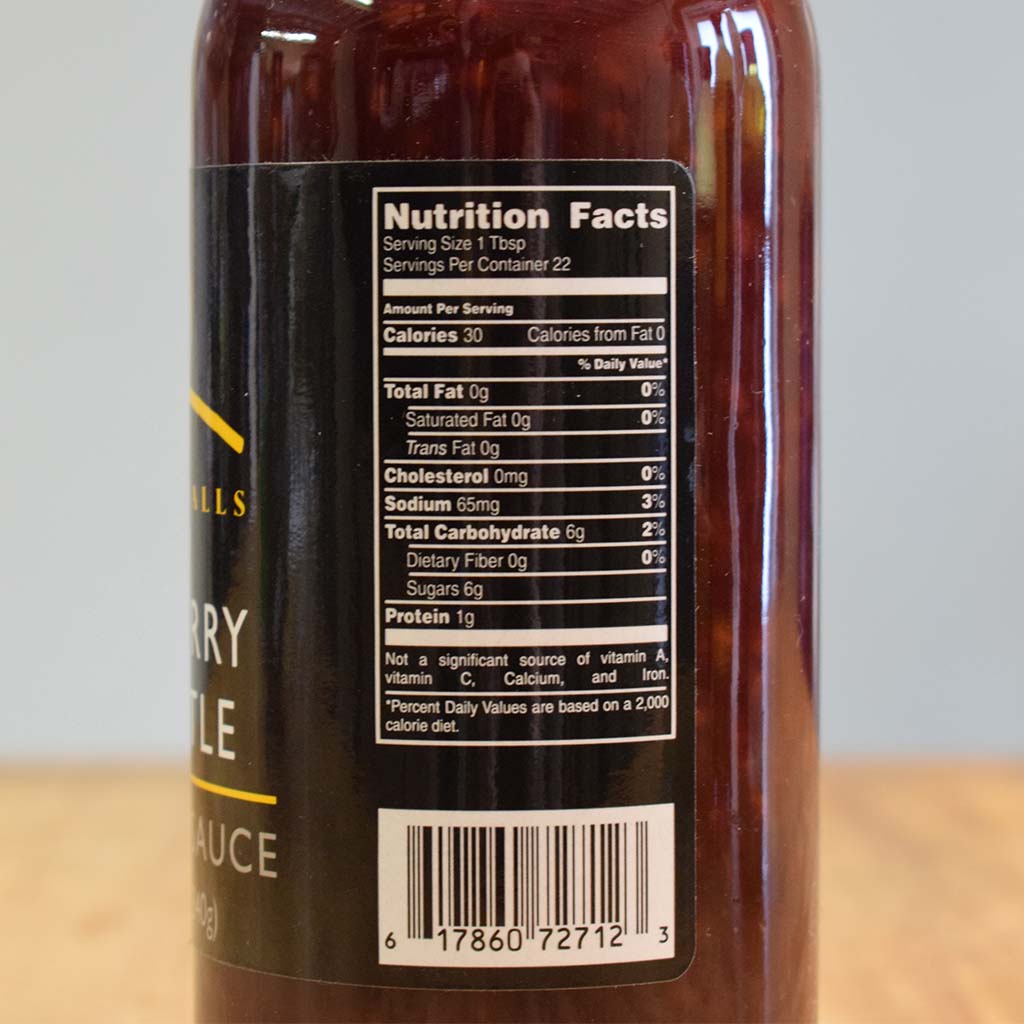 Nutrition Facts
Serving Size 1 Tbsp
Servings Per Container 22
Amount Per Serving
Calories 30 Calories from Fat 0
% Daily Value*
Total Fat 0g 0%
Saturated Fat 0g 0%
Trans Fat 0g
Cholesterol 0mg 0%
Sodium 65mg 3%
Total Carbohydrate 6g 2%
Dietary Fiber 0g 0%
Sugars 6g
Protein 1g
Not a significant source of vitamin A,
vitamin C, Calcium, and Iron.
*Percent Daily Values are based on a 2,000
calorie diet.
ALLS
RRY
TLE
SAUCE
40g)
6 17860 72712 3